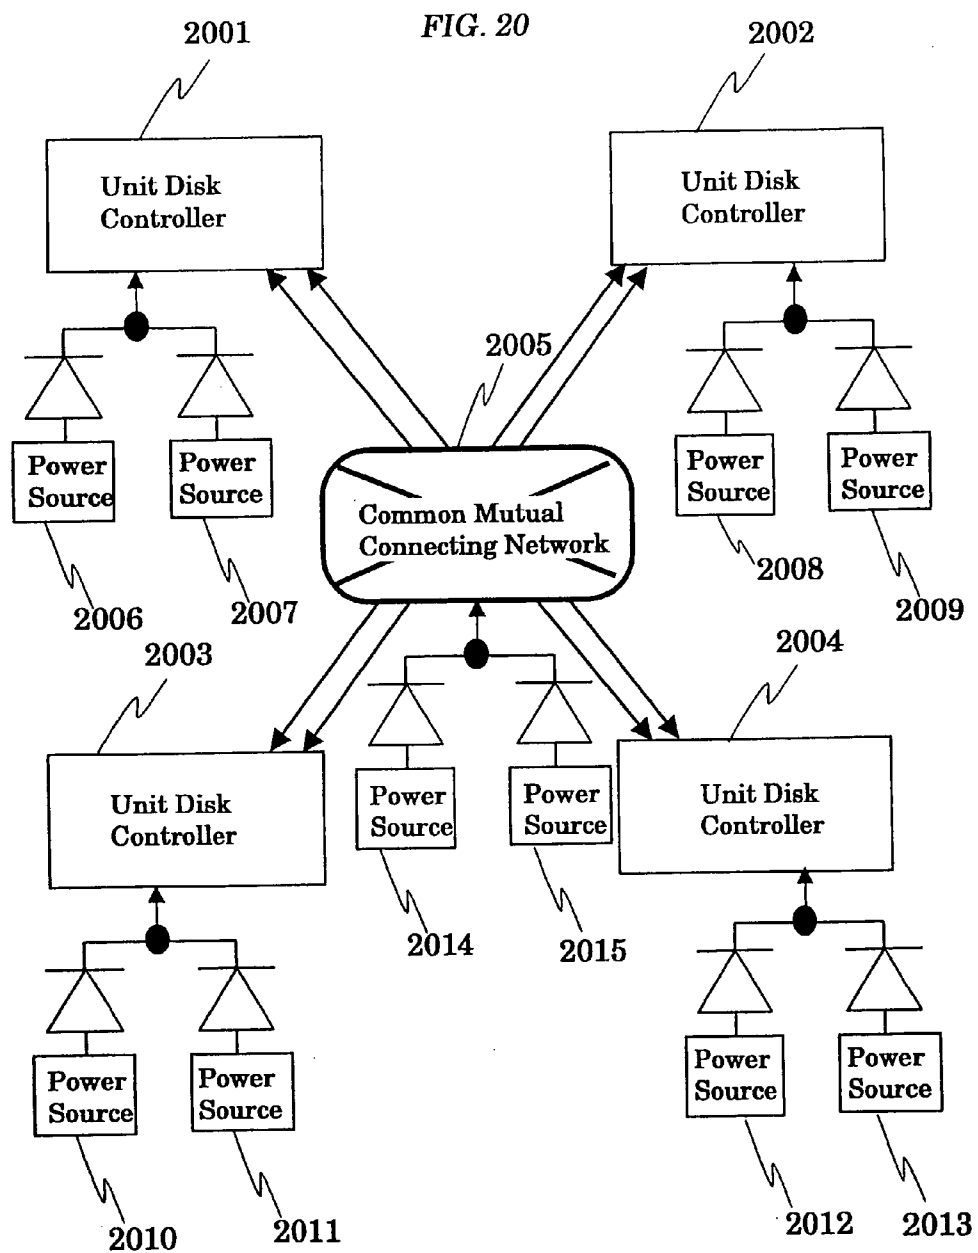 FIG. 20
2001
2002
Unit Disk
Controller
Unit Disk
Controller
2005
Power
Source
Power
Source
Power
Source
Power
Source
Common Mutual
Connecting Network
2006
2007
2008
2009
2003
2004
Unit Disk
Controller
Power
Source
Power
Source
Unit Disk
Controller
2014
2015
Power
Source
Power
Source
Power
Source
Power
Source
2010
2011
2012
2013